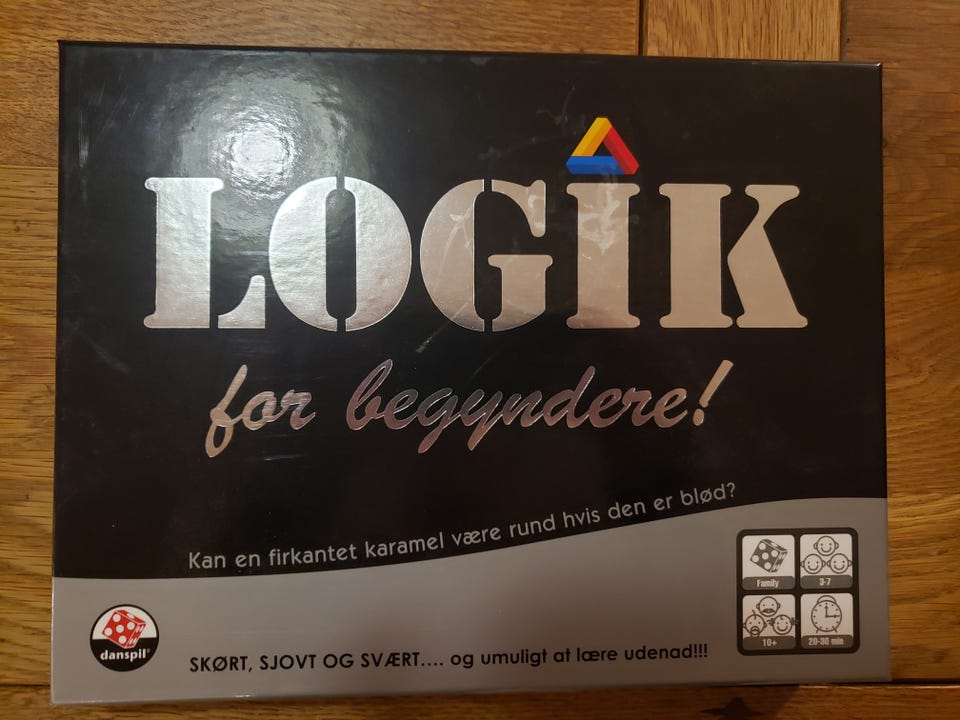 LOGIK
for begyndere!
Kan en firkantet karamel være rund hvis den er blød?
Family
3-7
10+
20-30 min
danspil®
SKØRT, SJOVT OG SVÆRT.... og umuligt at lære udenad!!!